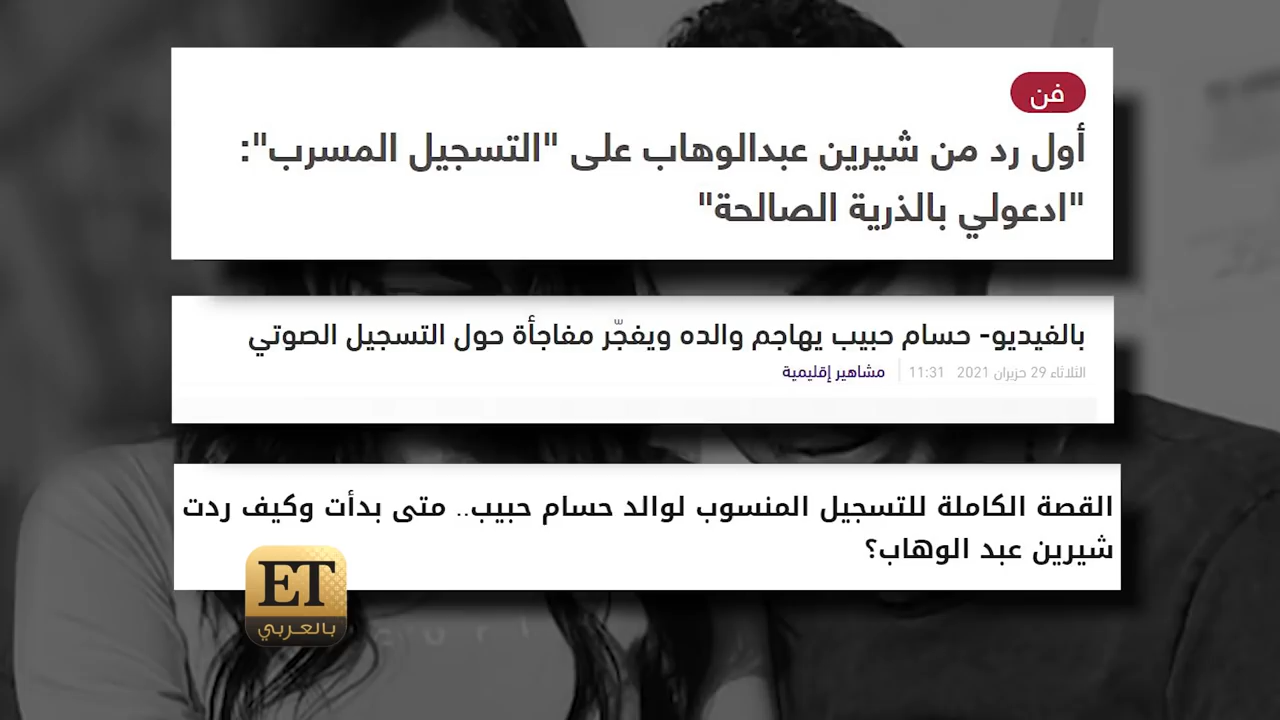 فن
أول رد من شيرين عبدالوهاب على "التسجيل المسرب":
"ادعولي بالذرية الصالحة"
بالفيديو- حسام حبيب يهاجم والده ويفجّر مفاجأة حول التسجيل الصوتي
الثلاثاء 29 حزيران 2021 11:31 مشاهير إقليمية
القصة الكاملة للتسجيل المنسوب لوالد حسام حبيب.. متى بدأت وكيف ردت
شيرين عبد الوهاب؟
ET
بالعربي